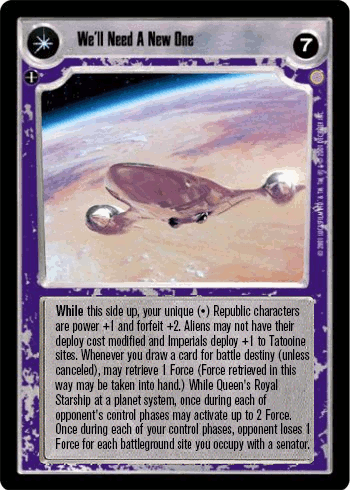 We'll Need A New One
7
While this side up, your unique (•) Republic characters
are power +1 and forfeit +2. Aliens may not have their
deploy cost modified and Imperials deploy +1 to Tatooine
sites. Whenever you draw a card for battle destiny (unless
canceled), may retrieve 1 Force (Force retrieved in this
way may be taken into hand.) While Queen's Royal
Starship at a planet system, once during each of
opponent's control phases may activate up to 2 Force.
Once during each of your control phases, opponent loses 1
Force for each battleground site you occupy with a senator.